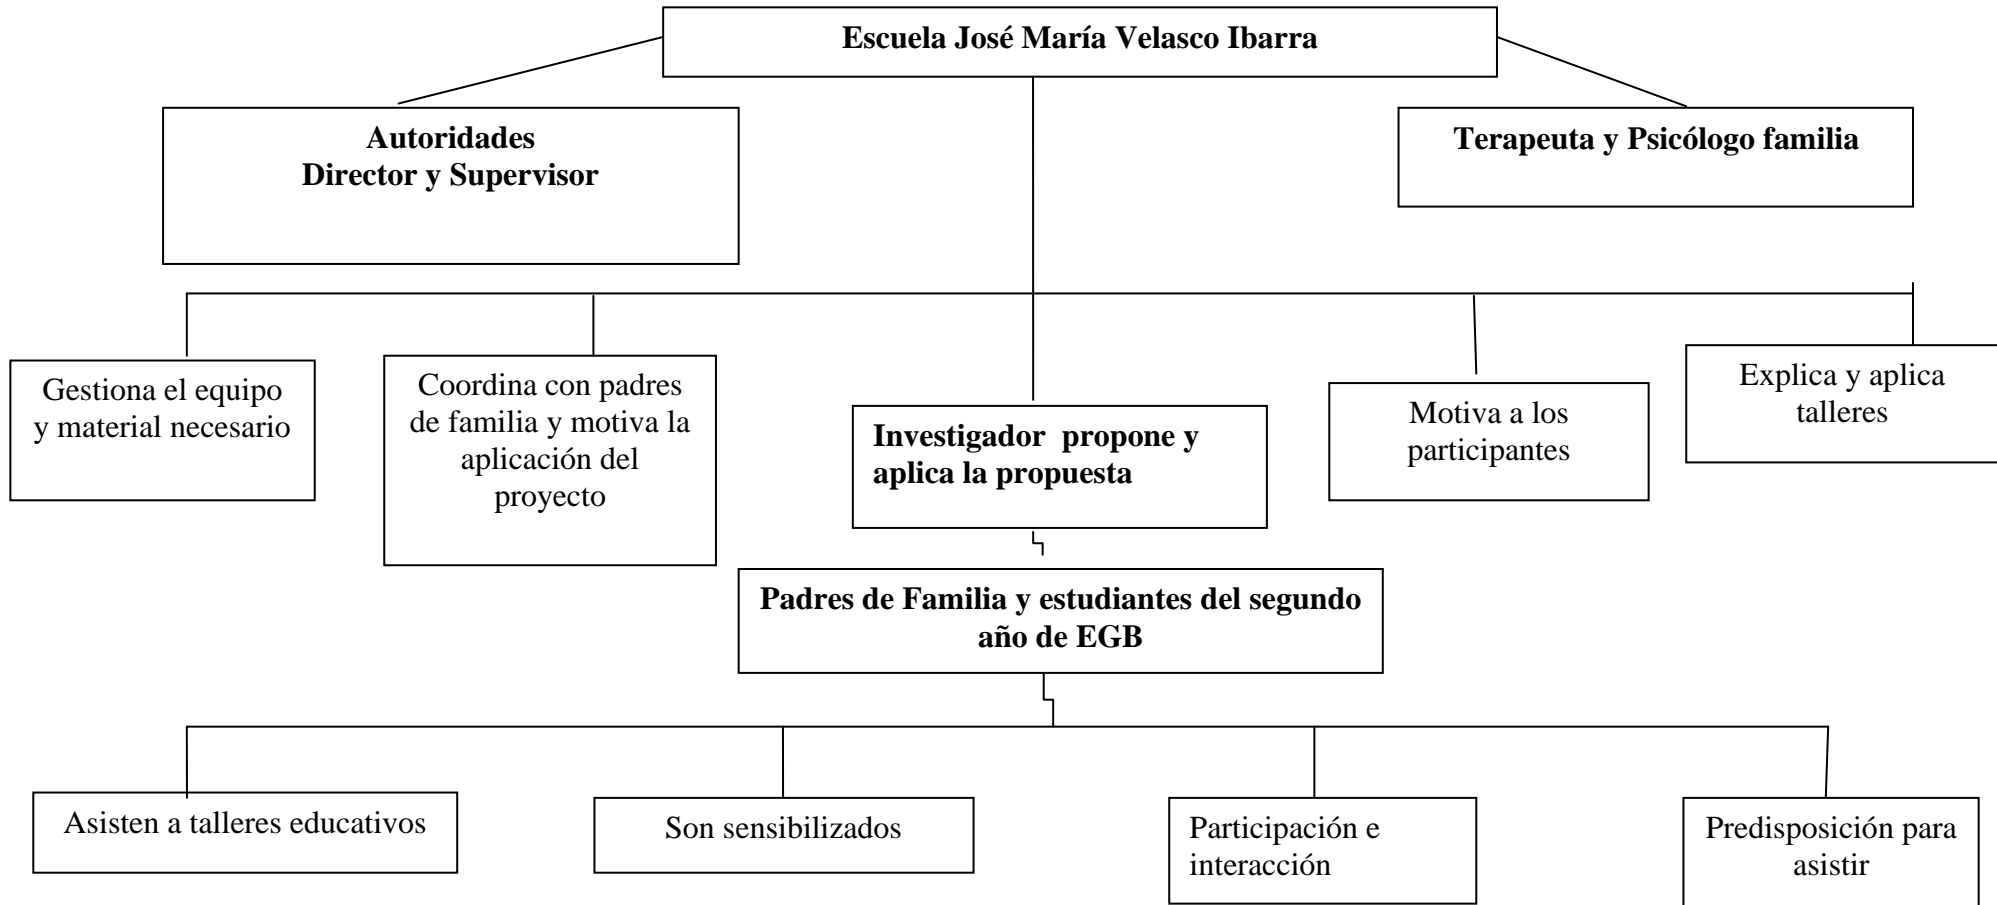 Escuela José María Velasco Ibarra
Autoridades
Director y Supervisor
Terapeuta y Psicólogo familia
Gestiona el equipo
y material necesario
Coordina con padres
de familia y motiva la
aplicación del
proyecto
Investigador propone y
aplica la propuesta
Motiva a los
participantes
Explica y aplica
talleres
Padres de Familia y estudiantes del segundo
año de EGB
Asisten a talleres educativos
Son sensibilizados
Participación e
interacción
Predisposición para
asistir